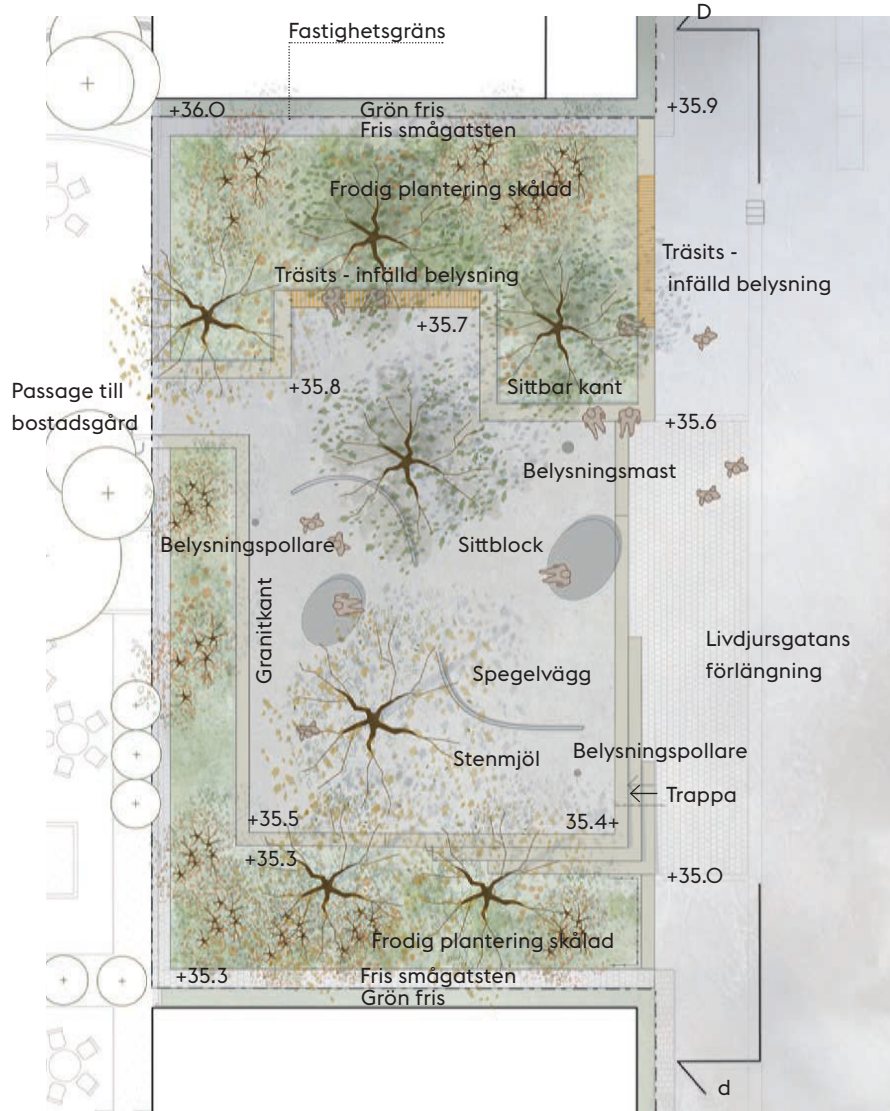 D
Fastighetsgräns
+36.0
Grön fris
+35.9
Fris smågatsten
Frodig plantering skålad
Träsits - infälld belysning
Träsits -
infälld belysning
+35.7
+35.8
Sittbar kant
Passage till
bostadsgård
+35.6
Belysningsmast
Belysningspollare
Sittblock
Granitkant
Livdjursgatans
förlängning
Spegelvägg
Stenmjöl
Belysningspollare
Trappa
+35.5
35.4+
+35.3
+35.0
Frodig plantering skålad
+35.3
Fris smågatsten
Grön fris
d